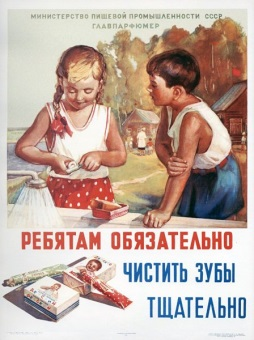 МИНИСТЕРСТВО ПИЩЕВОЙ ПРОМЫШЛЕННОСТИ СССР
ГЛАВПАРФЮМЕР
РЕБЯТАМ ОБЯЗАТЕЛЬНО
ЧИСТИТЬ ЗУБЫ
ТЩАТЕЛЬНО